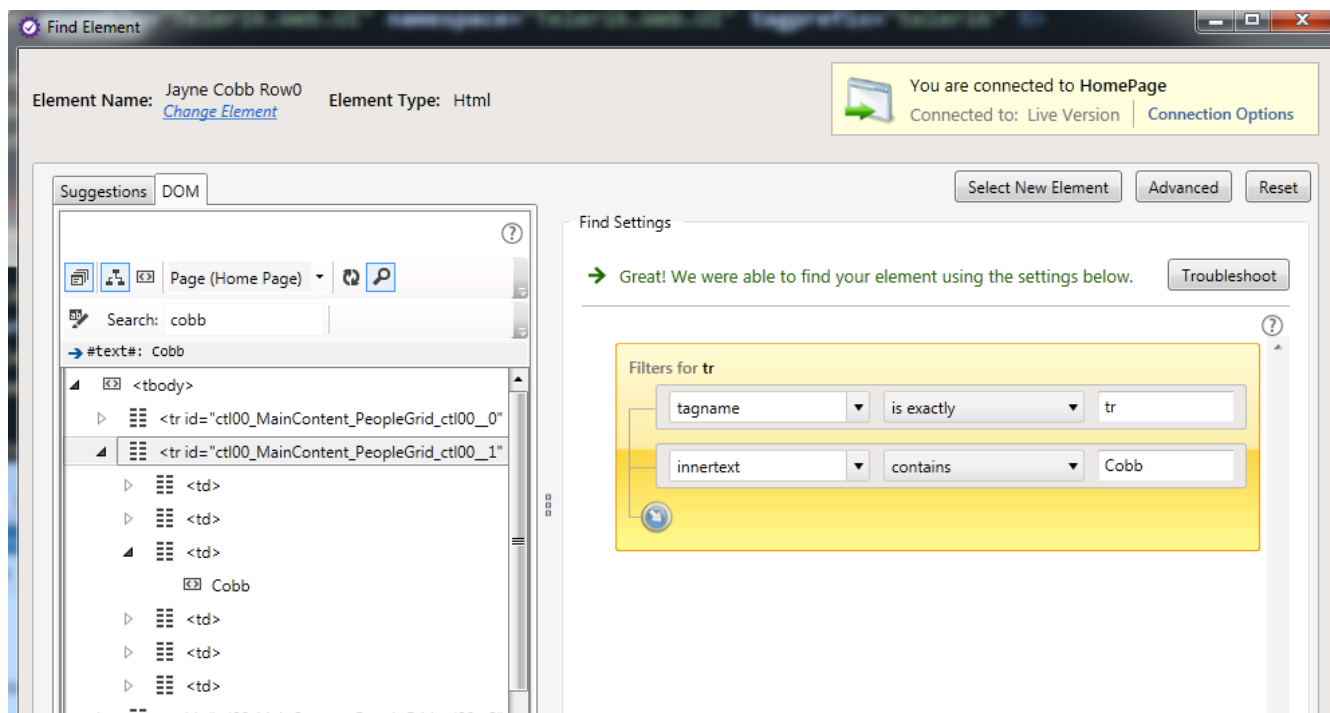 Find Element
Element Name: Jayne Cobb Row0 Element Type: Html
Change Element
You are connected to HomePage
Connected to: Live Version Connection Options
Suggestions DOM
Select New Element Advanced Reset
Find Settings
Page (Home Page)
Great! We were able to find your element using the settings below. Troubleshoot
Search: cobb
#text#: Cobb
<tbody>
<tr id="ctl00_MainContent_PeopleGrid_ctl00__0"
<tr id="ctl00_MainContent_PeopleGrid_ctl00__1"
<td>
<td>
<td>
Cobb
<td>
<td>
<td>
Filters for tr
tagname is exactly tr
innertext contains Cobb